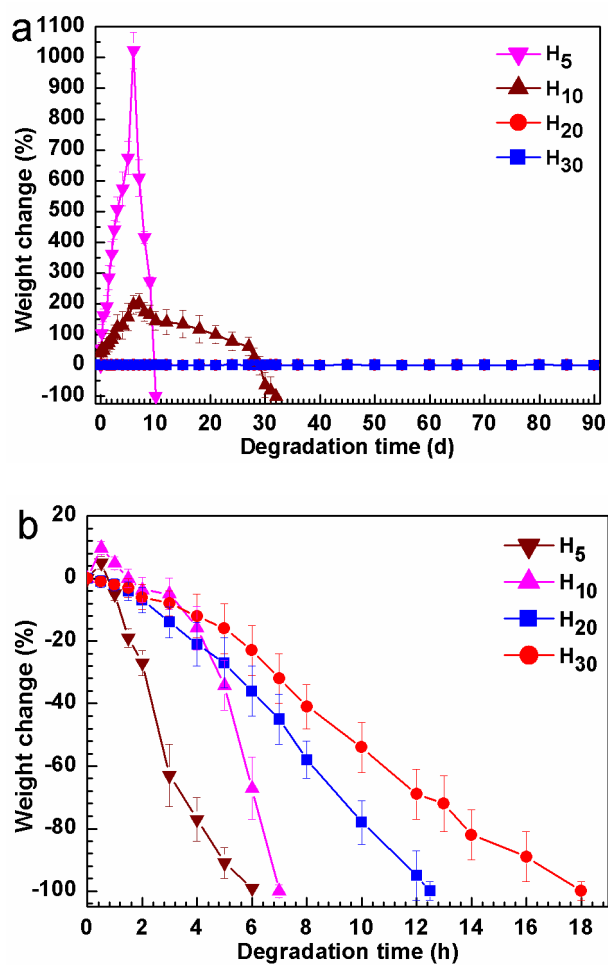 a
1100
1000
900
800
700
600
500
400
300
200
100
0
-100
Weight change (%)
H5
H10
H20
H30
0 10 20 30 40 50 60 70 80 90
Degradation time (d)
b
20
0
-20
-40
-60
-80
-100
Weight change (%)
H5
H10
H20
H30
0 2 4 6 8 10 12 14 16 18
Degradation time (h)